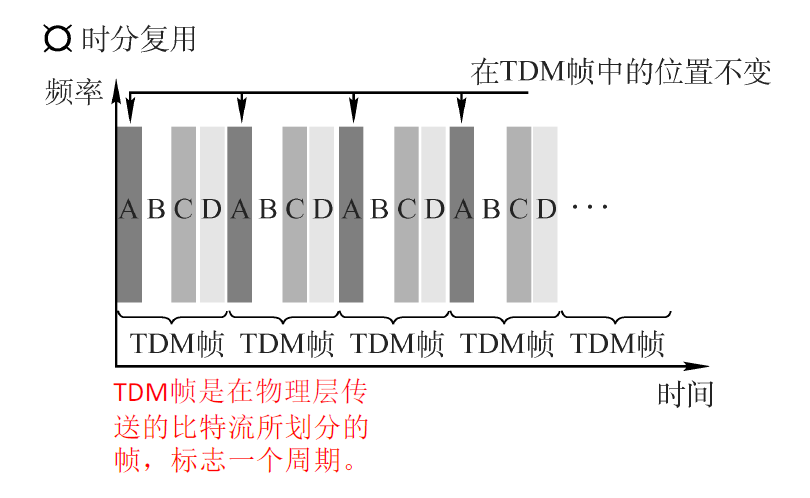 时分复用
在TDM帧中的位置不变
频率
A B C D A B C D A B C D A B C D ···
TDM帧 TDM帧 TDM帧 TDM帧 TDM帧
时间
TDM帧是在物理层传
送的比特流所划分的
帧，标志一个周期。